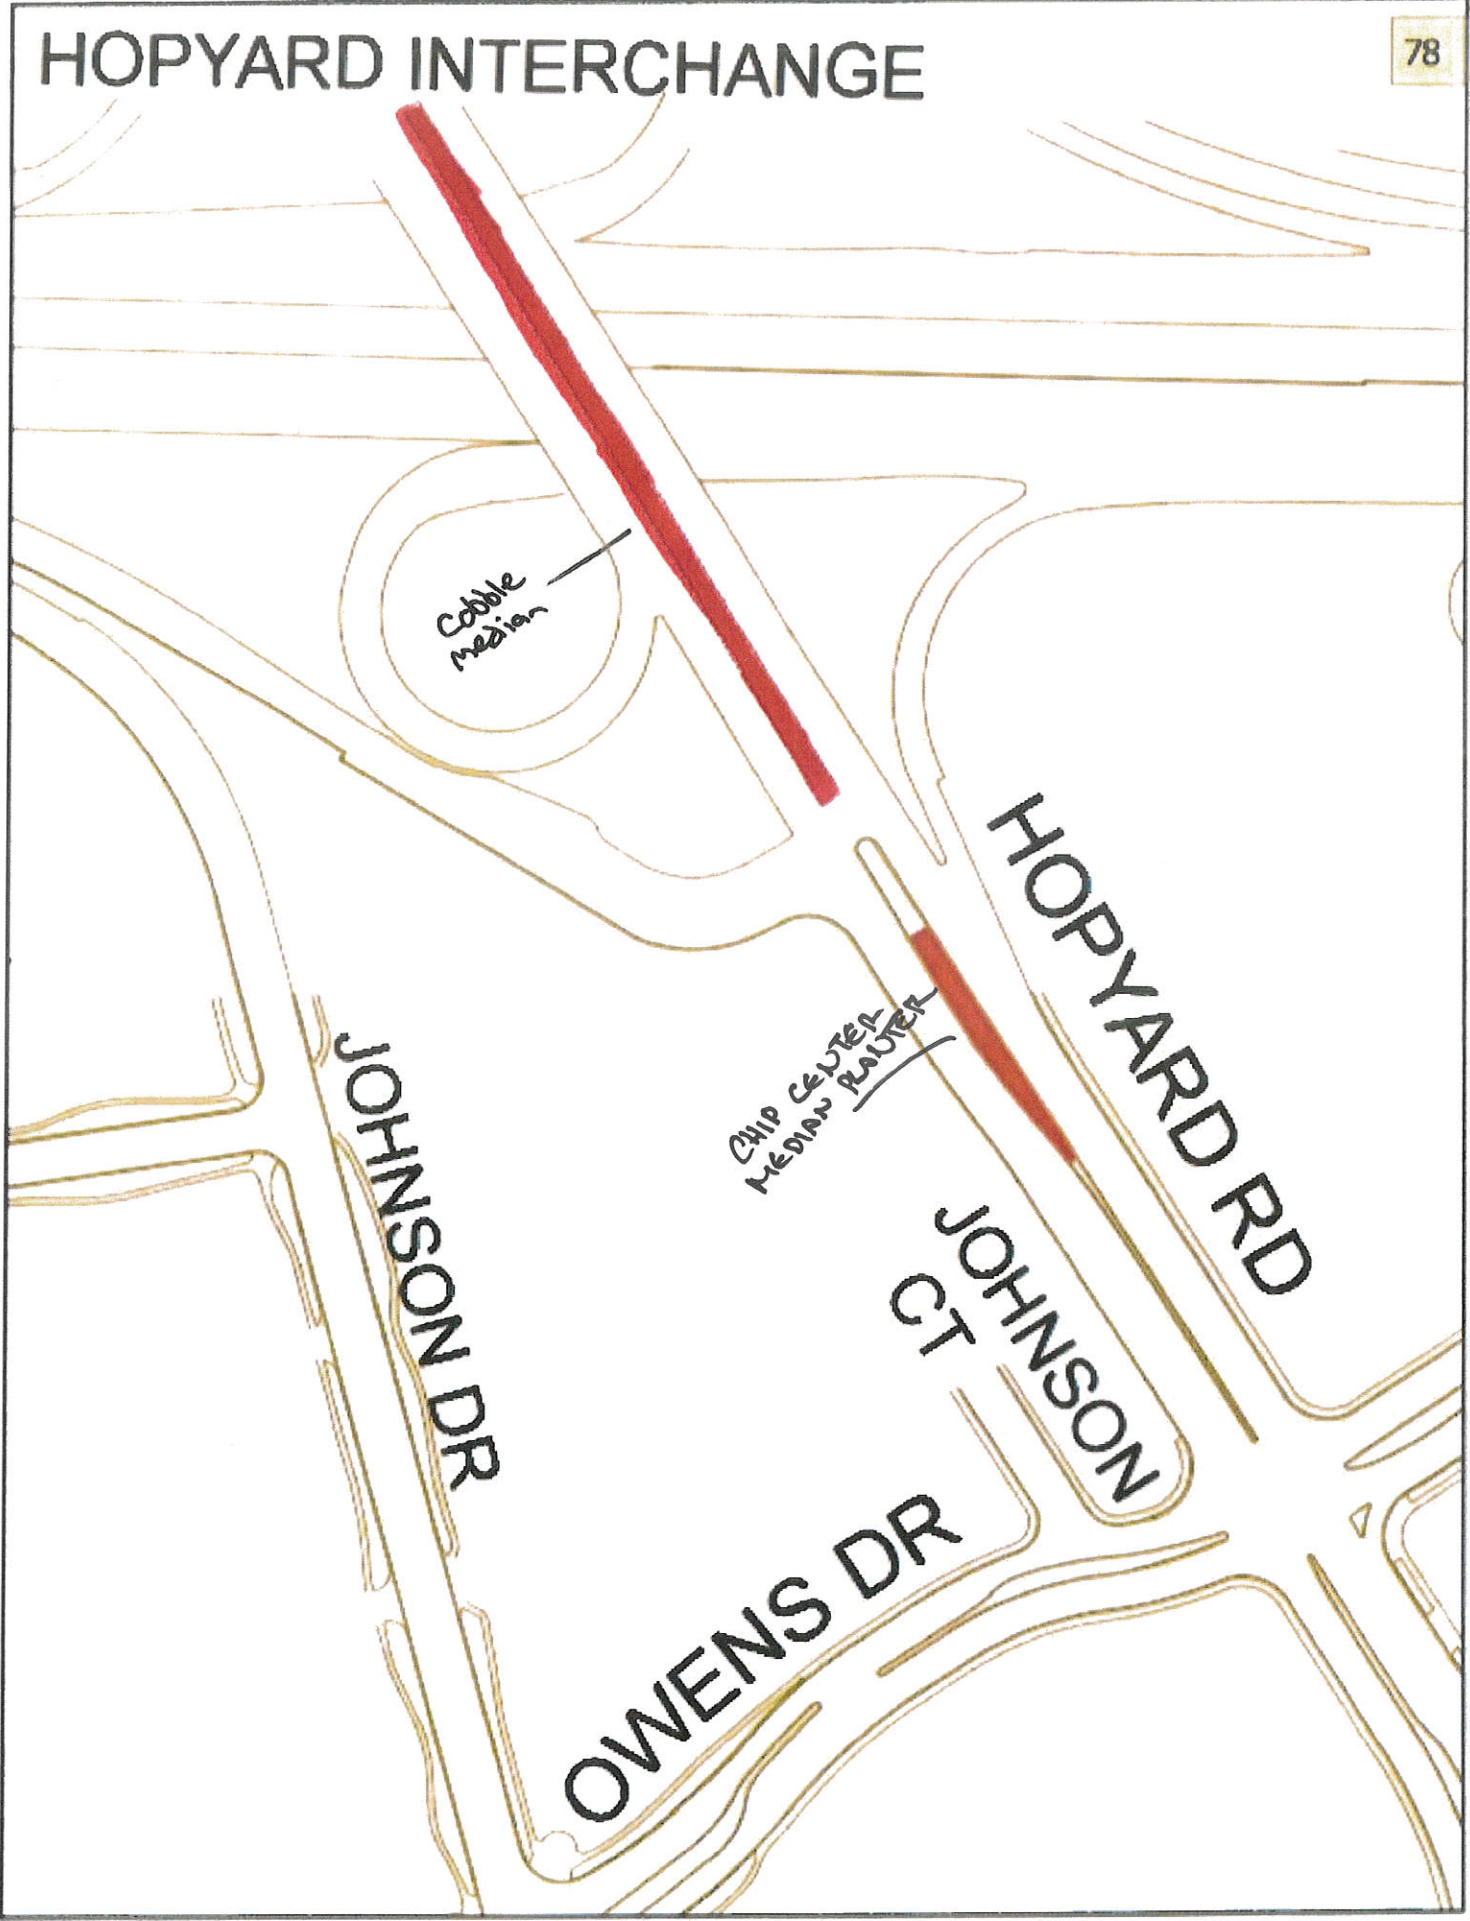 HOPYARD INTERCHANGE
78
Cobble
median
HOPYARD RD
CHIP CENTER
MEDIAN PLANTER
JOHNSON DR
JOHNSON
CT
OWENS DR